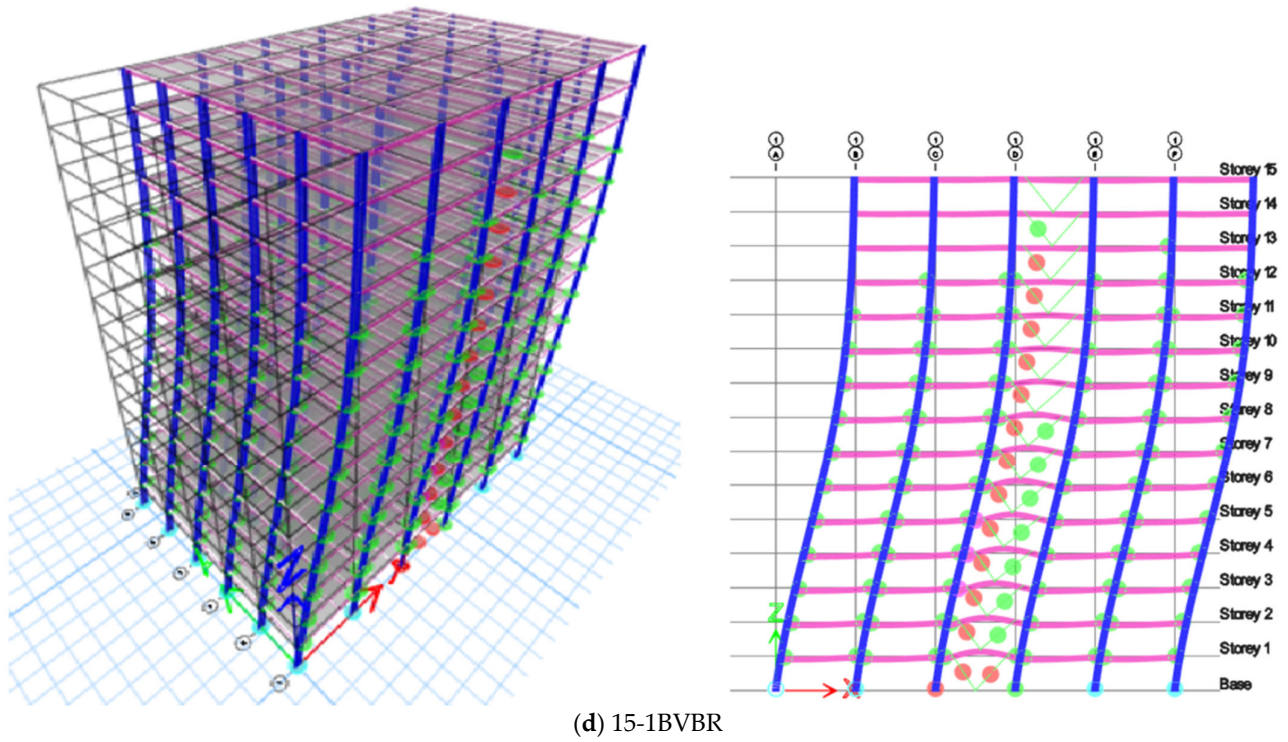 1 1 1 1 1 1
A B C D E F
Storey 15
Storey 14
Storey 13
Storey 12
Storey 11
Storey 10
Storey 9
Storey 8
Storey 7
Storey 6
Storey 5
Storey 4
Storey 3
Storey 2
Storey 1
Base
Z
X
(d) 15-1BVBR